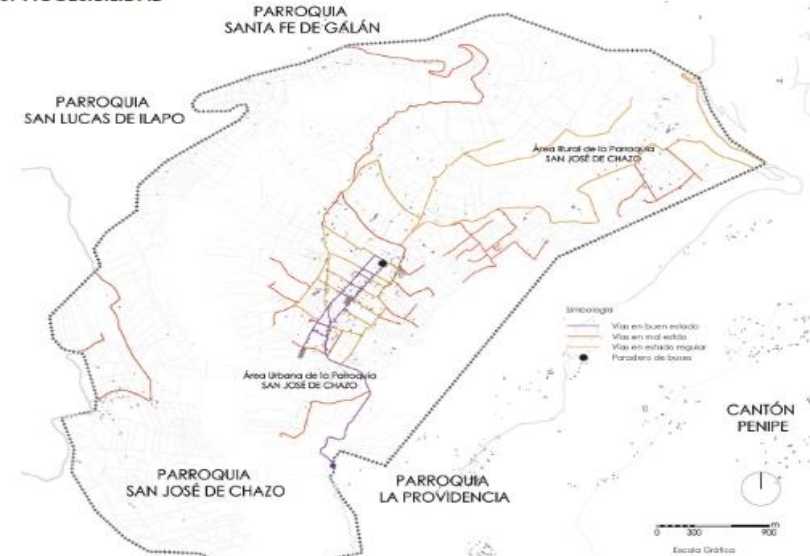 PARROQUIA
SANTA FE DE GALÁN
PARROQUIA
SAN LUCAS DE ILAPO
Área Rural de la Parroquia
SAN JOSÉ DE CHAZO
Simbología
Vías en buen estado
Vías en mal estdo
Vías en estado regular
Paradero de buses
Área Urbana de la Parroquia
SAN JOSÉ DE CHAZO
CANTÓN
PENIPE
PARROQUIA
SAN JOSÉ DE CHAZO
PARROQUIA
LA PROVIDENCIA
m
0 300 900
Escala Gráfica